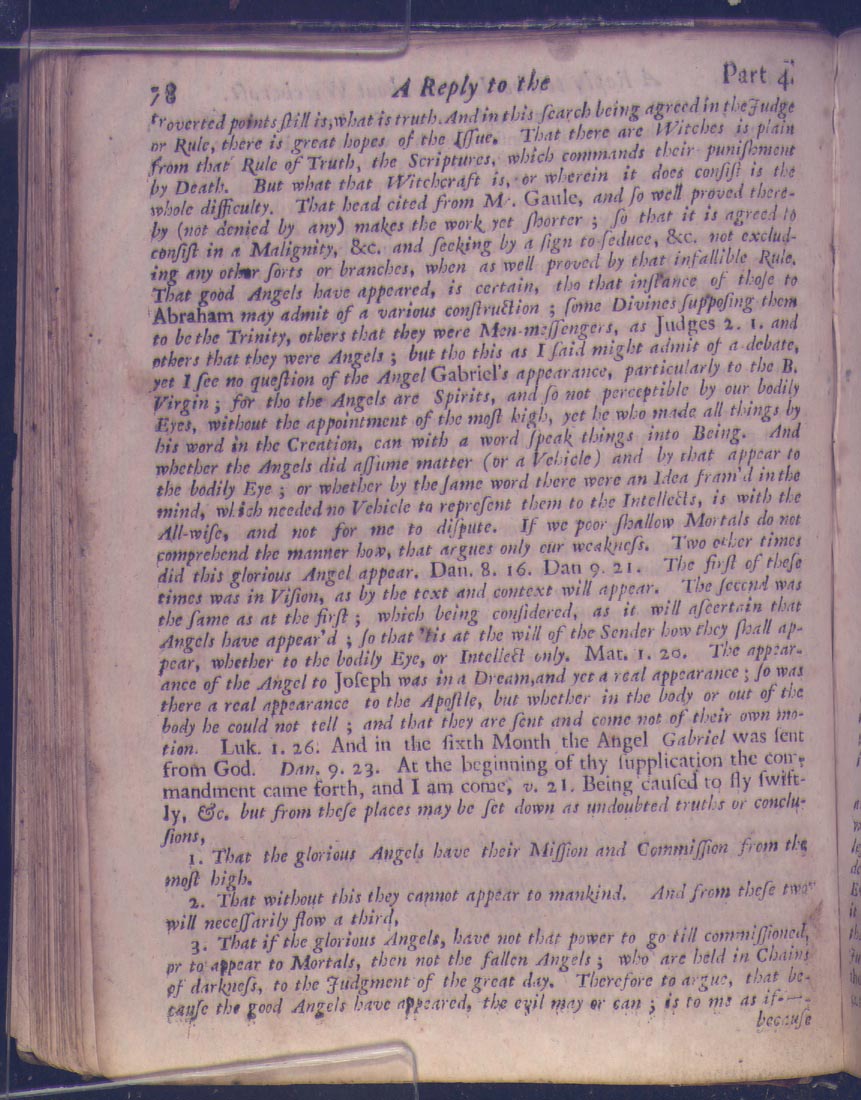 78 A Reply to the Part 4.
troverted points ſtill is, what is truth. And in this ſearch being agreed in the Judge
or Rule, there is great hopes of the Iſſue. That there are Witches is plain
from that Rule of Truth, the Scriptures, which commands their puniſhment
by Death. But what that Witchcraft is, or wherein it does conſiſt is the
whole difficulty. That head cited from Mr. Gaule, and ſo well proved there-
by (not denied by any) makes the work yet ſhorter; ſo that it is agreed to
conſiſt in a Malignity, &c. and ſeeking by a ſign to ſeduce, &c. not exclud-
ing any other ſorts or branches, when as well proved by that infallible Rule.
That good Angels have appeared, is certain, tho that inſtance of thoſe to
Abraham may admit of a various conſtruction; ſome Divines ſuppoſing them
to be the Trinity, others that they were Men-meſſengers, as Judges 2. 1. and
others that they were Angels; but tho this as I ſaid might admit of a debate,
yet I ſee no queſtion of the Angel Gabriel's appearance, particularly to the B.
Virgin; for tho the Angels are Spirits, and ſo not perceptible by our bodily
Eyes, without the appointment of the moſt high, yet he who made all things by
his word in the Creation, can with a word ſpeak things into Being. And
whether the Angels did aſſume matter (or a Vehicle) and by that appear to
the bodily Eye; or whether by the ſame word there were an Idea fram'd in the
mind, which needed no Vehicle to repreſent them to the Intellects, is with the
All-wiſe, and not for me to diſpute. If we poor ſhallow Mortals do not
comprehend the manner how, that argues only our weakneſs. Two other times
did this glorious Angel appear. Dan. 8. 16. Dan 9. 21. The firſt of theſe
times was in Viſion, as by the text and context will appear. The ſecond was
the ſame as at the firſt; which being conſidered, as it will aſcertain that
Angels have appear'd; ſo that 'tis at the will of the Sender how they ſhall ap-
pear, whether to the bodily Eye, or Intellect only. Mat. 1. 20. The appear-
ance of the Angel to Joſeph was in a Dream, and yet a real appearance; ſo was
there a real appearance to the Apoſtle, but whether in the body or out of the
body he could not tell; and that they are ſent and come not of their own mo-
tion. Luk. 1. 26. And in the ſixth Month the Angel Gabriel was ſent
from God. Dan. 9. 23. At the beginning of thy ſupplication the com-
mandment came forth, and I am come, v. 21. Being cauſed to fly ſwift-
ly, &c. but from theſe places may be ſet down as undoubted truths or conclu-
ſions,
1. That the glorious Angels have their Miſſion and Commiſſion from the
moſt high.
2. That without this they cannot appear to mankind. And from theſe two
will neceſſarily flow a third,
3. That if the glorious Angels, have not that power to go till commiſſioned,
or to appear to Mortals, then not the fallen Angels; who are held in Chains
of darkneſs, to the Judgment of the great day. Therefore to argue, that be-
cauſe the good Angels have appeared, the evil may or can; is to me as if
becauſe